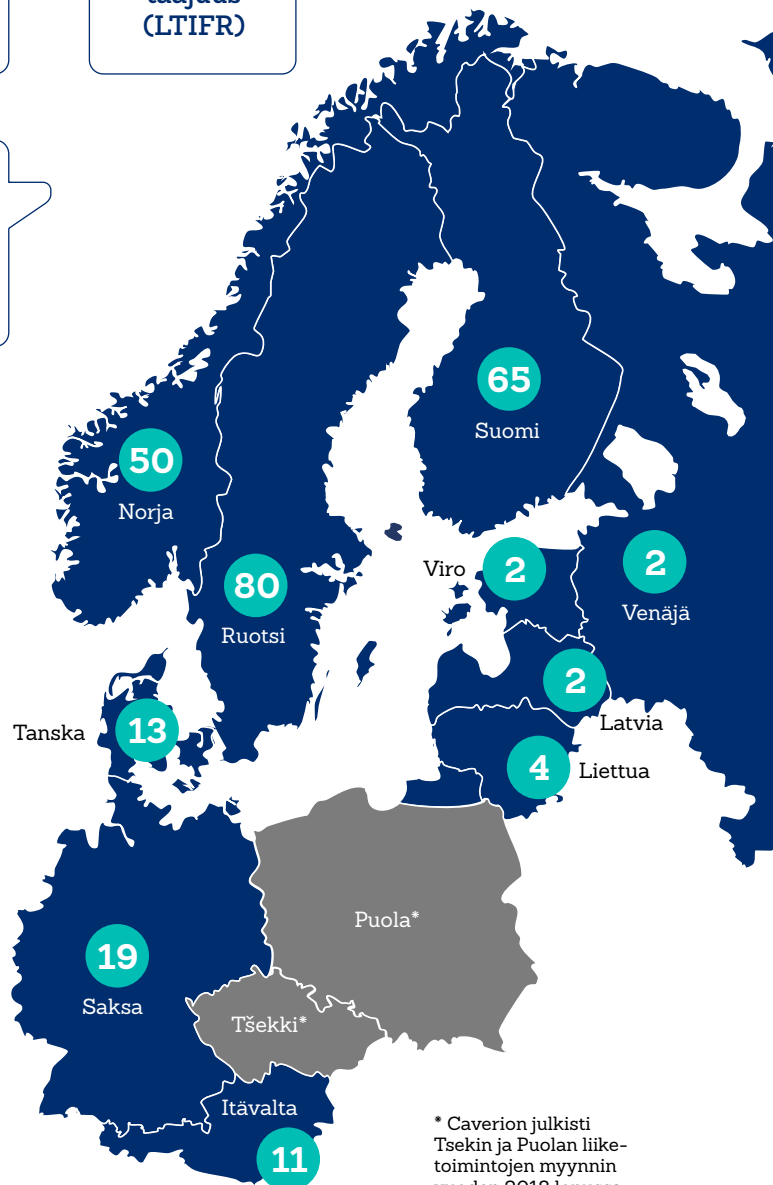 (LTIFR)
65
Suomi
50
Norja
Viro
2
2
Venäjä
80
Ruotsi
2
Latvia
Tanska
13
4
Liettua
Puola*
19
Saksa
Tšekki*
Itävalta
11
* Caverion julkisti
Tsekin ja Puolan liike-
toimintojen myynnin